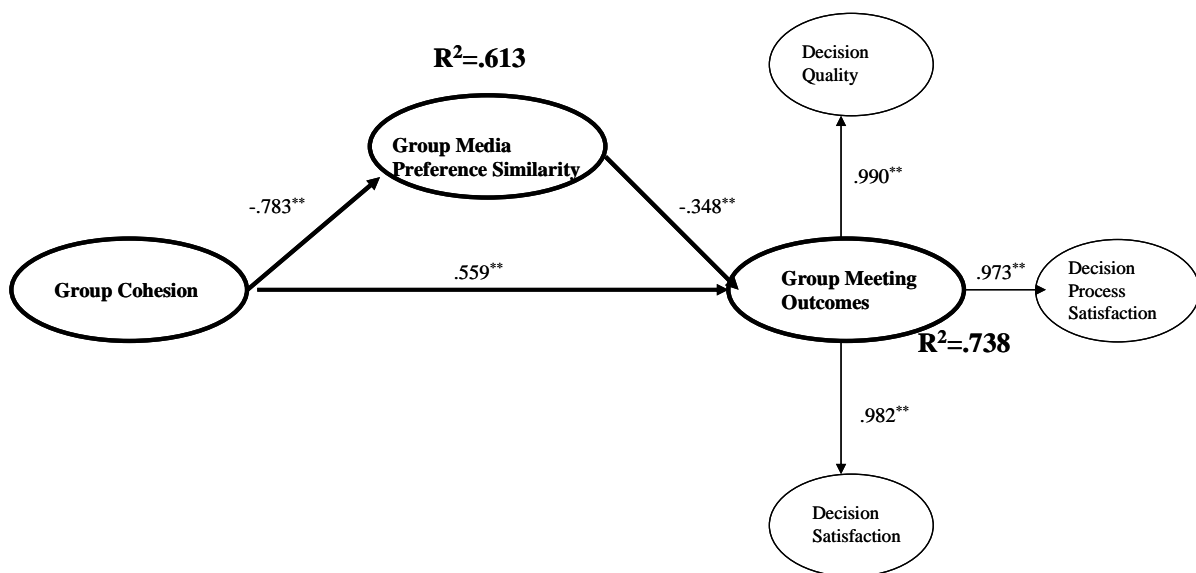 R²=.613
Decision
Quality
Group Media
Preference Similarity
.990**
-.783**
-.348**
Group Cohesion
.559**
Group Meeting
Outcomes
.973**
Decision
Process
Satisfaction
R²=.738
.982**
Decision
Satisfaction